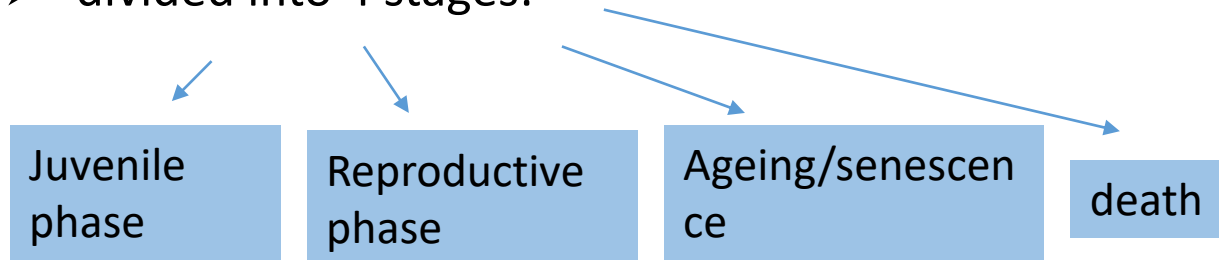 divided into 4 stages:
Juvenile
phase
Reproductive
phase
Ageing/senescen
ce
death